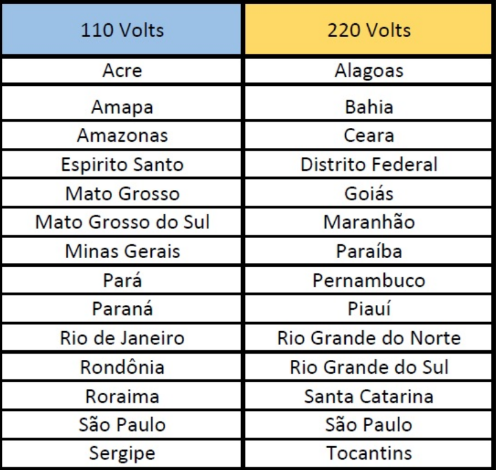 110 Volts 220 Volts
Acre Alagoas
Amapa Bahia
Amazonas Ceara
Espirito Santo Distrito Federal
Mato Grosso Goiás
Mato Grosso do Sul Maranhão
Minas Gerais Paraíba
Pará Pernambuco
Paraná Piauí
Rio de Janeiro Rio Grande do Norte
Rondônia Rio Grande do Sul
Roraima Santa Catarina
São Paulo São Paulo
Sergipe Tocantins